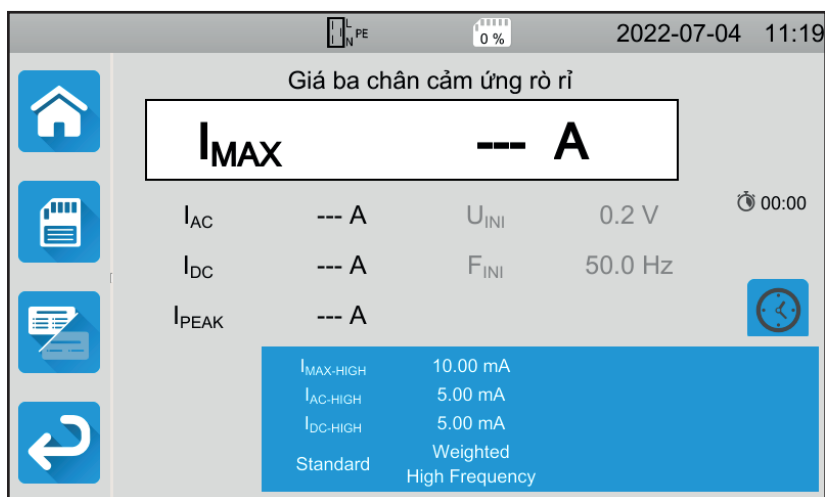 L
N PE
0 %
2022-07-04 11:19
Giá ba chân cảm ứng rò rỉ
IMAX --- A
IAC --- A UINI 0.2 V
00:00
IDC --- A FINI 50.0 Hz
IPEAK --- A
IMAX-HIGH 10.00 mA
IAC-HIGH 5.00 mA
IDC-HIGH 5.00 mA
Standard Weighted
High Frequency